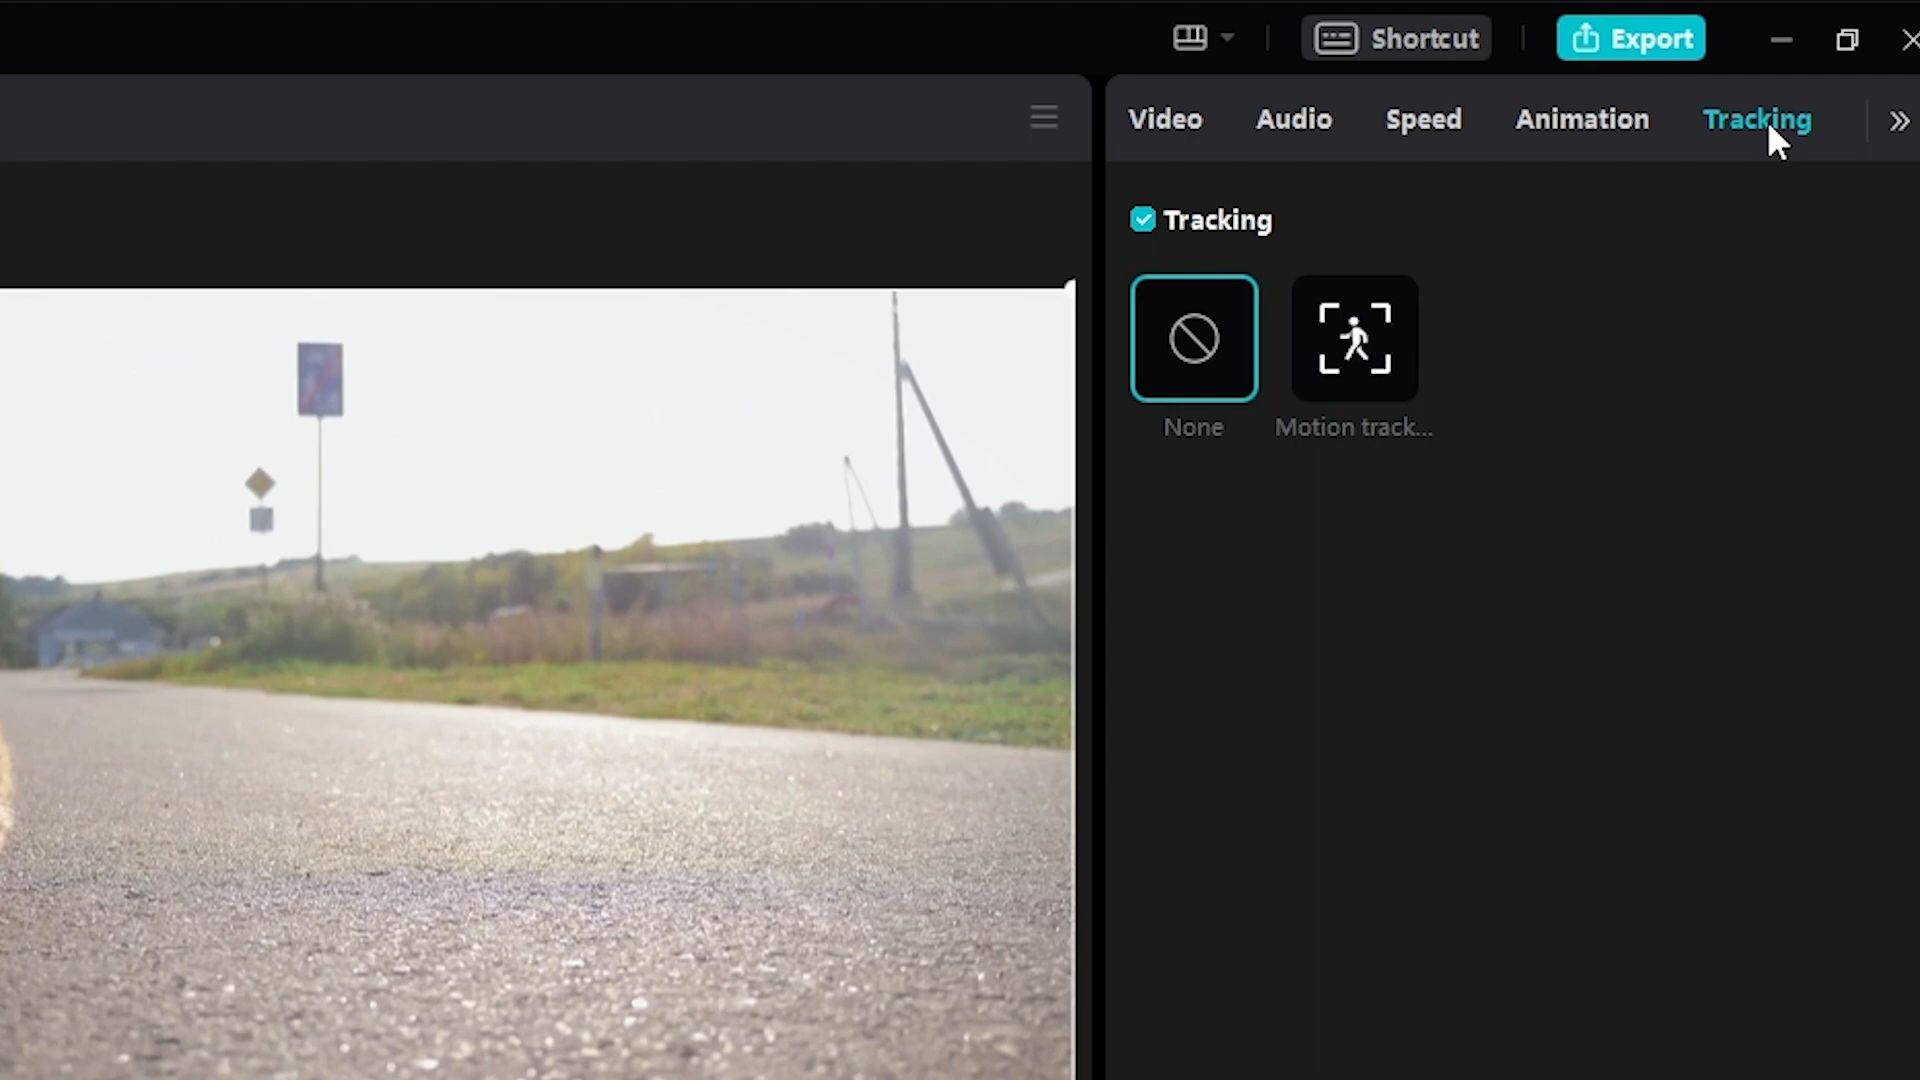 Shortcut
Export
Video
Audio
Speed
Animation
Tracking
Tracking
None
Motion track...